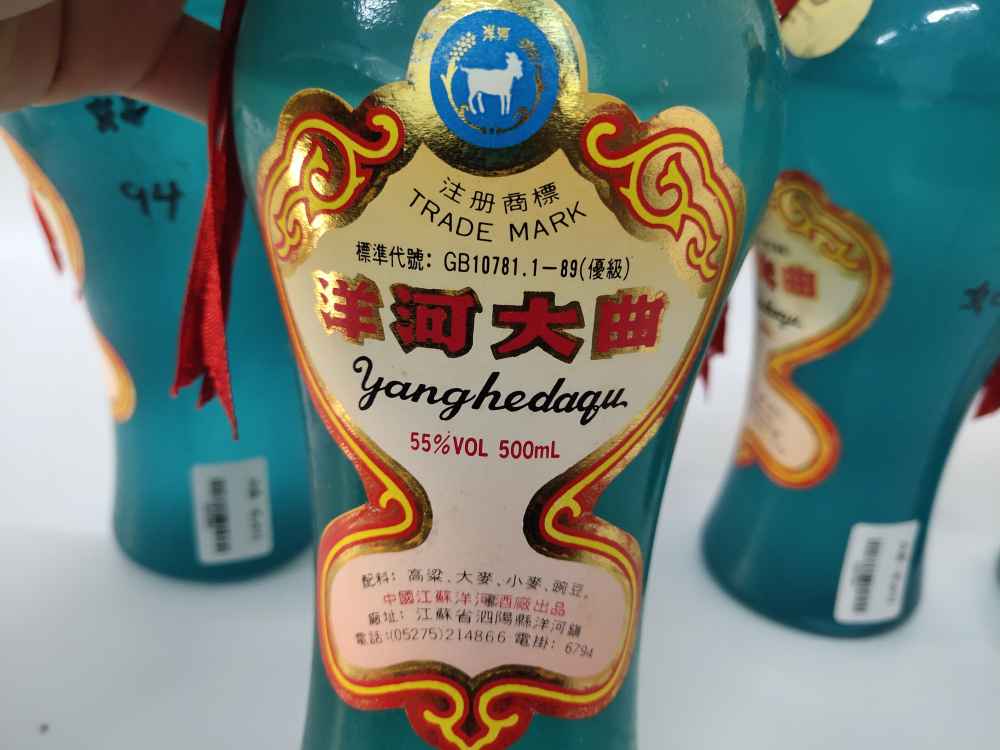 洋河
注册商標
TRADE MARK
標準代號: GB10781.1-89(優級)
洋河大曲
Yanghedaqu
55%VOL 500mL
配料: 高粱、大麥、小麥、豌豆.
中國江蘇洋河酒廠出品
廠址: 江蘇省泗陽縣洋河鎮
電話:(05275)214866 電掛: 6794
94
大曲